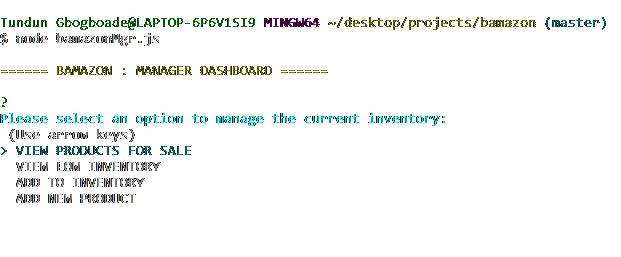 Tundun Gbogboade@LAPTOP-6P6V1SI9 MINGW64 ~/desktop/projects/bamazon (master)
$ node bamazonMgr.js
====== BAMAZON : MANAGER DASHBOARD ======
?
Please select an option to manage the current inventory:
(Use arrow keys)
> VIEW PRODUCTS FOR SALE
VIEW LOW INVENTORY
ADD TO INVENTORY
ADD NEW PRODUCT